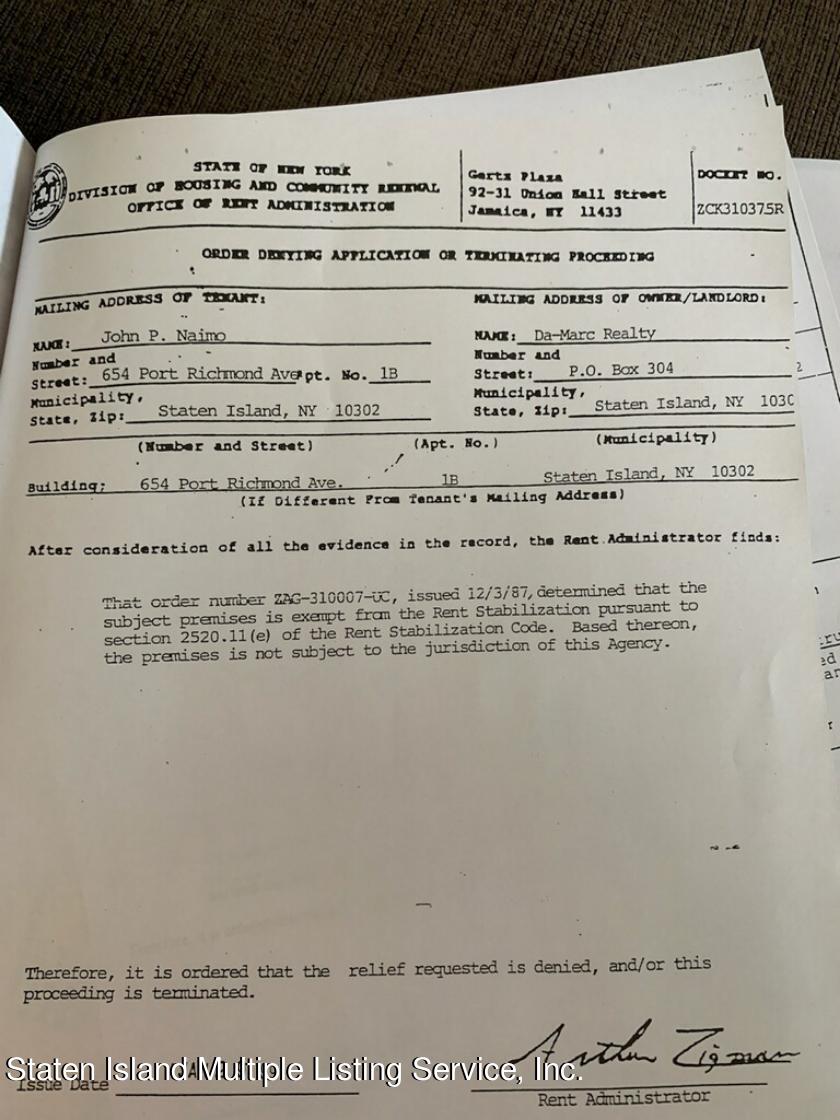 STATE OF NEW YORK
DIVISION OF HOUSING AND COMMUNITY RENEWAL
OFFICE OF RENT ADMINISTRATION
Gertz Plaza
92-31 Union Hall Street
Jamaica, NY 11433
DOCKET NO.
ZCK310375R
ORDER DENYING APPLICATION OR TERMINATING PROCEEDING
MAILING ADDRESS OF TENANT:
NAME: John P. Naimo
Number and
Street: 654 Port Richmond Ave Apt. No. 1B
Municipality,
State, Zip: Staten Island, NY 10302
MAILING ADDRESS OF OWNER/LANDLORD:
NAME: Da-Marc Realty
Number and
Street: P.O. Box 304
Municipality,
State, Zip: Staten Island, NY 1030
(Number and Street) (Apt. No.) (Municipality)
Building: 654 Port Richmond Ave. 1B Staten Island, NY 10302
(If Different From Tenant's Mailing Address)
After consideration of all the evidence in the record, the Rent Administrator finds:
That order number ZAG-310007-UC, issued 12/3/87, determined that the
subject premises is exempt from the Rent Stabilization pursuant to
section 2520.11(e) of the Rent Stabilization Code. Based thereon,
the premises is not subject to the jurisdiction of this Agency.
Therefore, it is ordered that the relief requested is denied, and/or this
proceeding is terminated.
Arthur Zigman
Staten Island Multiple Listing Service, Inc.
Issue Date
Rent Administrator